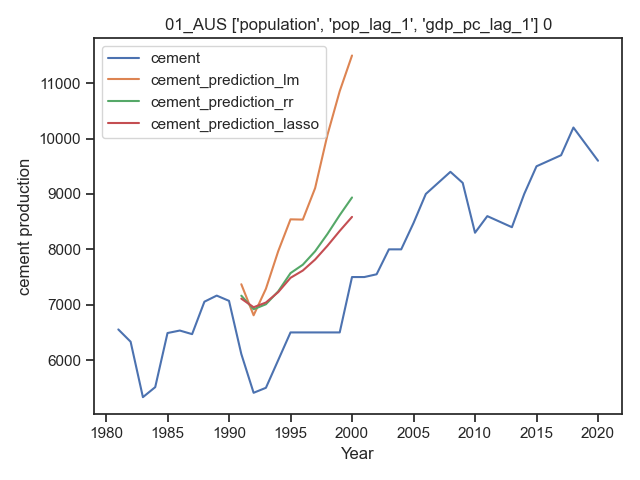 01_AUS ['population', 'pop_lag_1', 'gdp_pc_lag_1'] 0
cement
cement_prediction_lm
cement_prediction_rr
cement_prediction_lasso
11000
10000
9000
8000
7000
6000
cement production
1980 1985 1990 1995 2000 2005 2010 2015 2020
Year